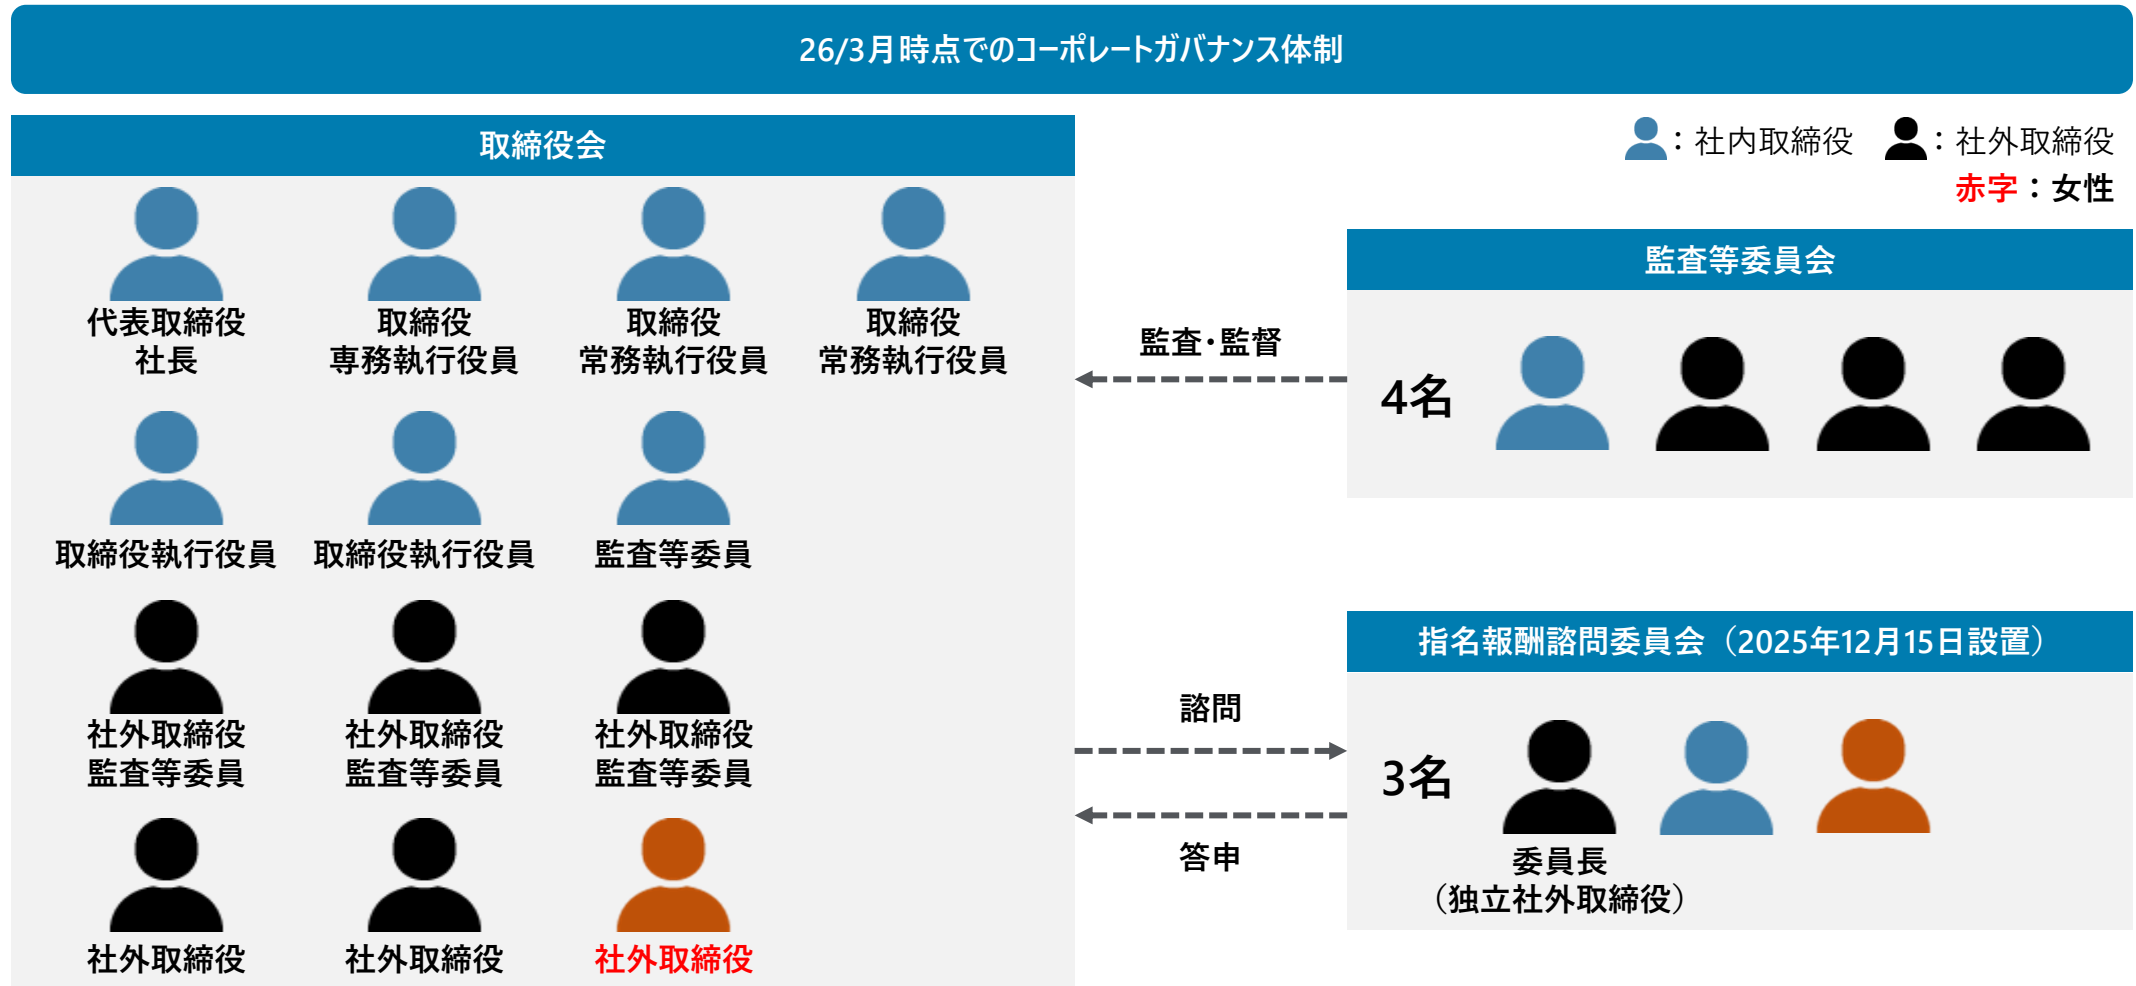 26/3月時点でのコーポレートガバナンス体制
取締役会
：社内取締役
：社外取締役
赤字：女性
代表取締役
社長
取締役
専務執行役員
取締役
常務執行役員
取締役
常務執行役員
取締役執行役員
取締役執行役員
監査等委員
社外取締役
監査等委員
社外取締役
監査等委員
社外取締役
監査等委員
社外取締役
社外取締役
社外取締役
監査・監督
諮問
答申
監査等委員会
4名
指名報酬諮問委員会（2025年12月15日設置）
3名
委員長
（独立社外取締役）